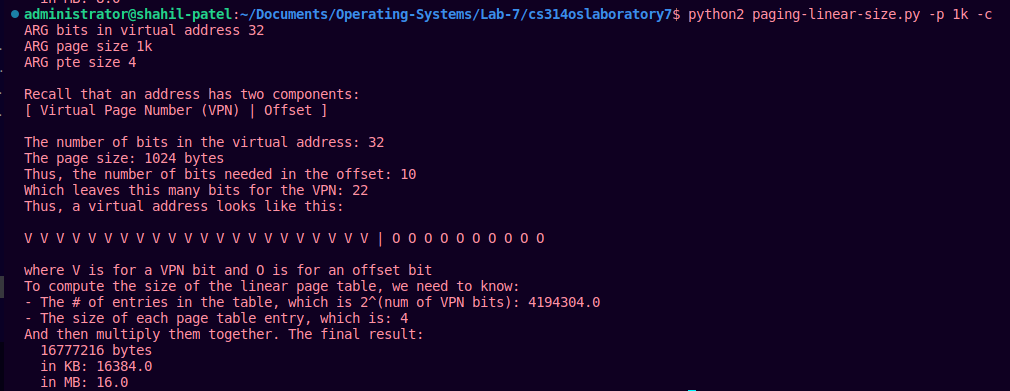 administrator@shahil-patel:~/Documents/Operating-Systems/Lab-7/cs314oslaboratory7$ python2 paging-linear-size.py -p 1k -c
ARG bits in virtual address 32
ARG page size 1k
ARG pte size 4
Recall that an address has two components:
[ Virtual Page Number (VPN) | Offset ]
The number of bits in the virtual address: 32
The page size: 1024 bytes
Thus, the number of bits needed in the offset: 10
Which leaves this many bits for the VPN: 22
Thus, a virtual address looks like this:
V V V V V V V V V V V V V V V V V V V V V V | O O O O O O O O O O
where V is for a VPN bit and O is for an offset bit
To compute the size of the linear page table, we need to know:
- The # of entries in the table, which is 2^(num of VPN bits): 4194304.0
- The size of each page table entry, which is: 4
And then multiply them together. The final result:
16777216 bytes
in KB: 16384.0
in MB: 16.0